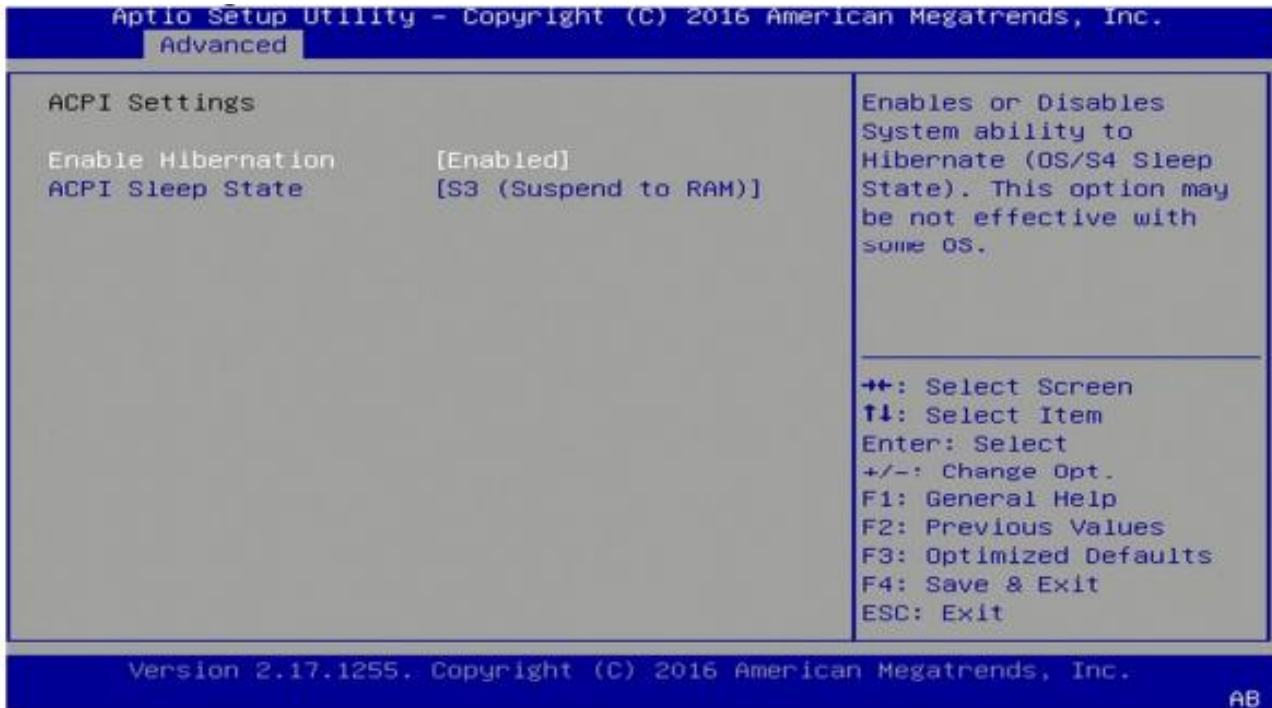 Aptio Setup Utility – Copyright (C) 2016 American Megatrends, Inc.
Advanced
ACPI Settings
Enable Hibernation [Enabled]
ACPI Sleep State [S3 (Suspend to RAM)]
Enables or Disables
System ability to
Hibernate (OS/S4 Sleep
State). This option may
be not effective with
some OS.
→←: Select Screen
↑↓: Select Item
Enter: Select
+/-: Change Opt.
F1: General Help
F2: Previous Values
F3: Optimized Defaults
F4: Save & Exit
ESC: Exit
Version 2.17.1255. Copyright (C) 2016 American Megatrends, Inc.
AB